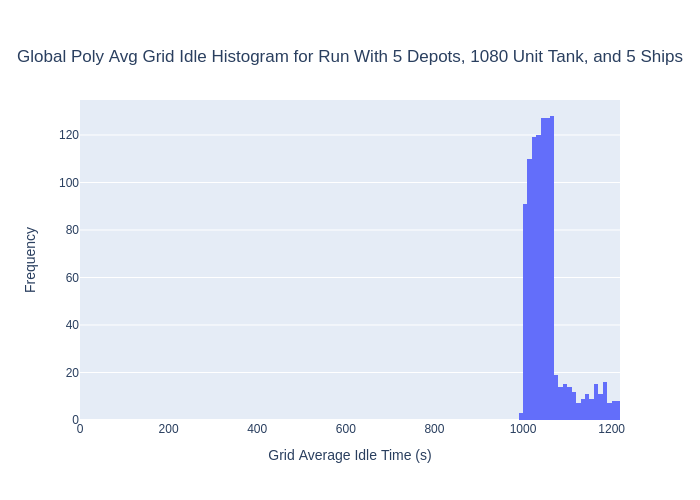 Global Poly Avg Grid Idle Histogram for Run With 5 Depots, 1080 Unit Tank, and 5 Ships
120
100
80
60
40
20
0
Frequency
0 200 400 600 800 1000 1200
Grid Average Idle Time (s)